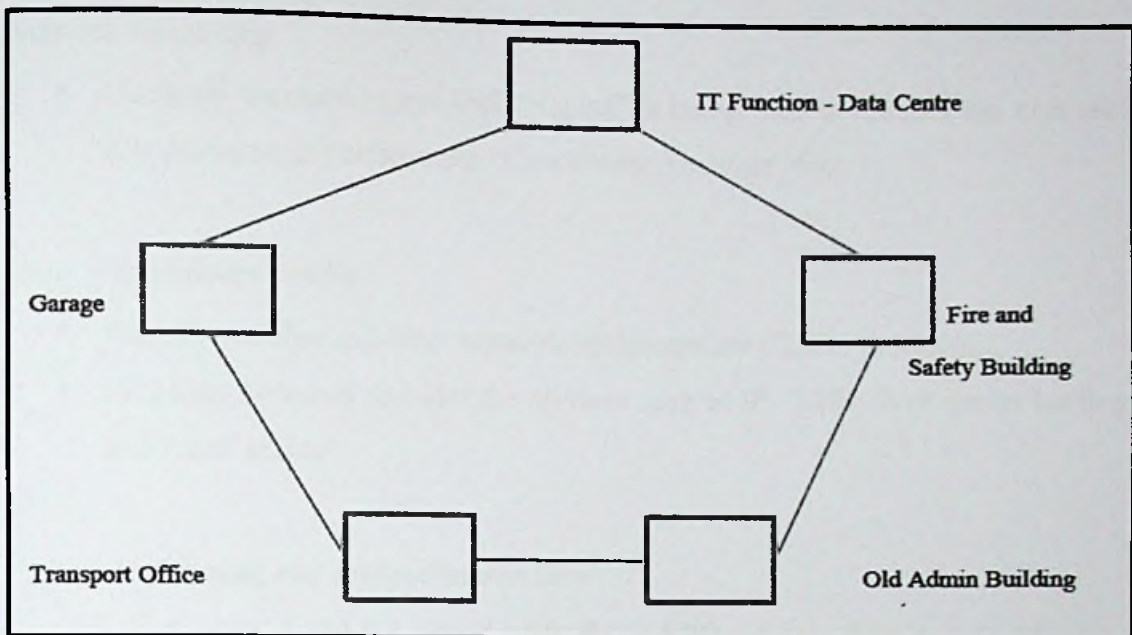 IT Function - Data Centre
Garage
Fire and
Safety Building
Transport Office
Old Admin Building